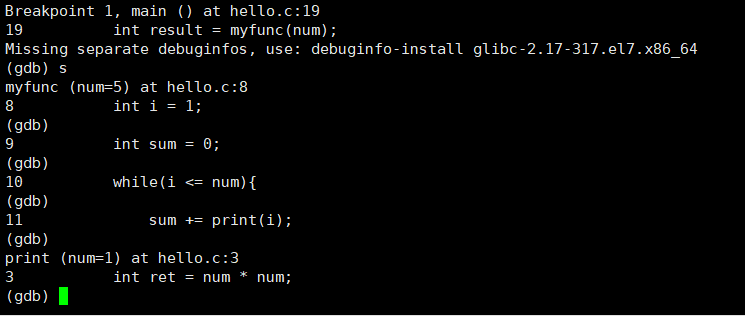 Breakpoint 1, main () at hello.c:19
19          int result = myfunc(num);
Missing separate debuginfos, use: debuginfo-install glibc-2.17-317.el7.x86_64
(gdb) s
myfunc (num=5) at hello.c:8
8           int i = 1;
(gdb)
9           int sum = 0;
(gdb)
10          while(i <= num){
(gdb)
11              sum += print(i);
(gdb)
print (num=1) at hello.c:3
3           int ret = num * num;
(gdb)